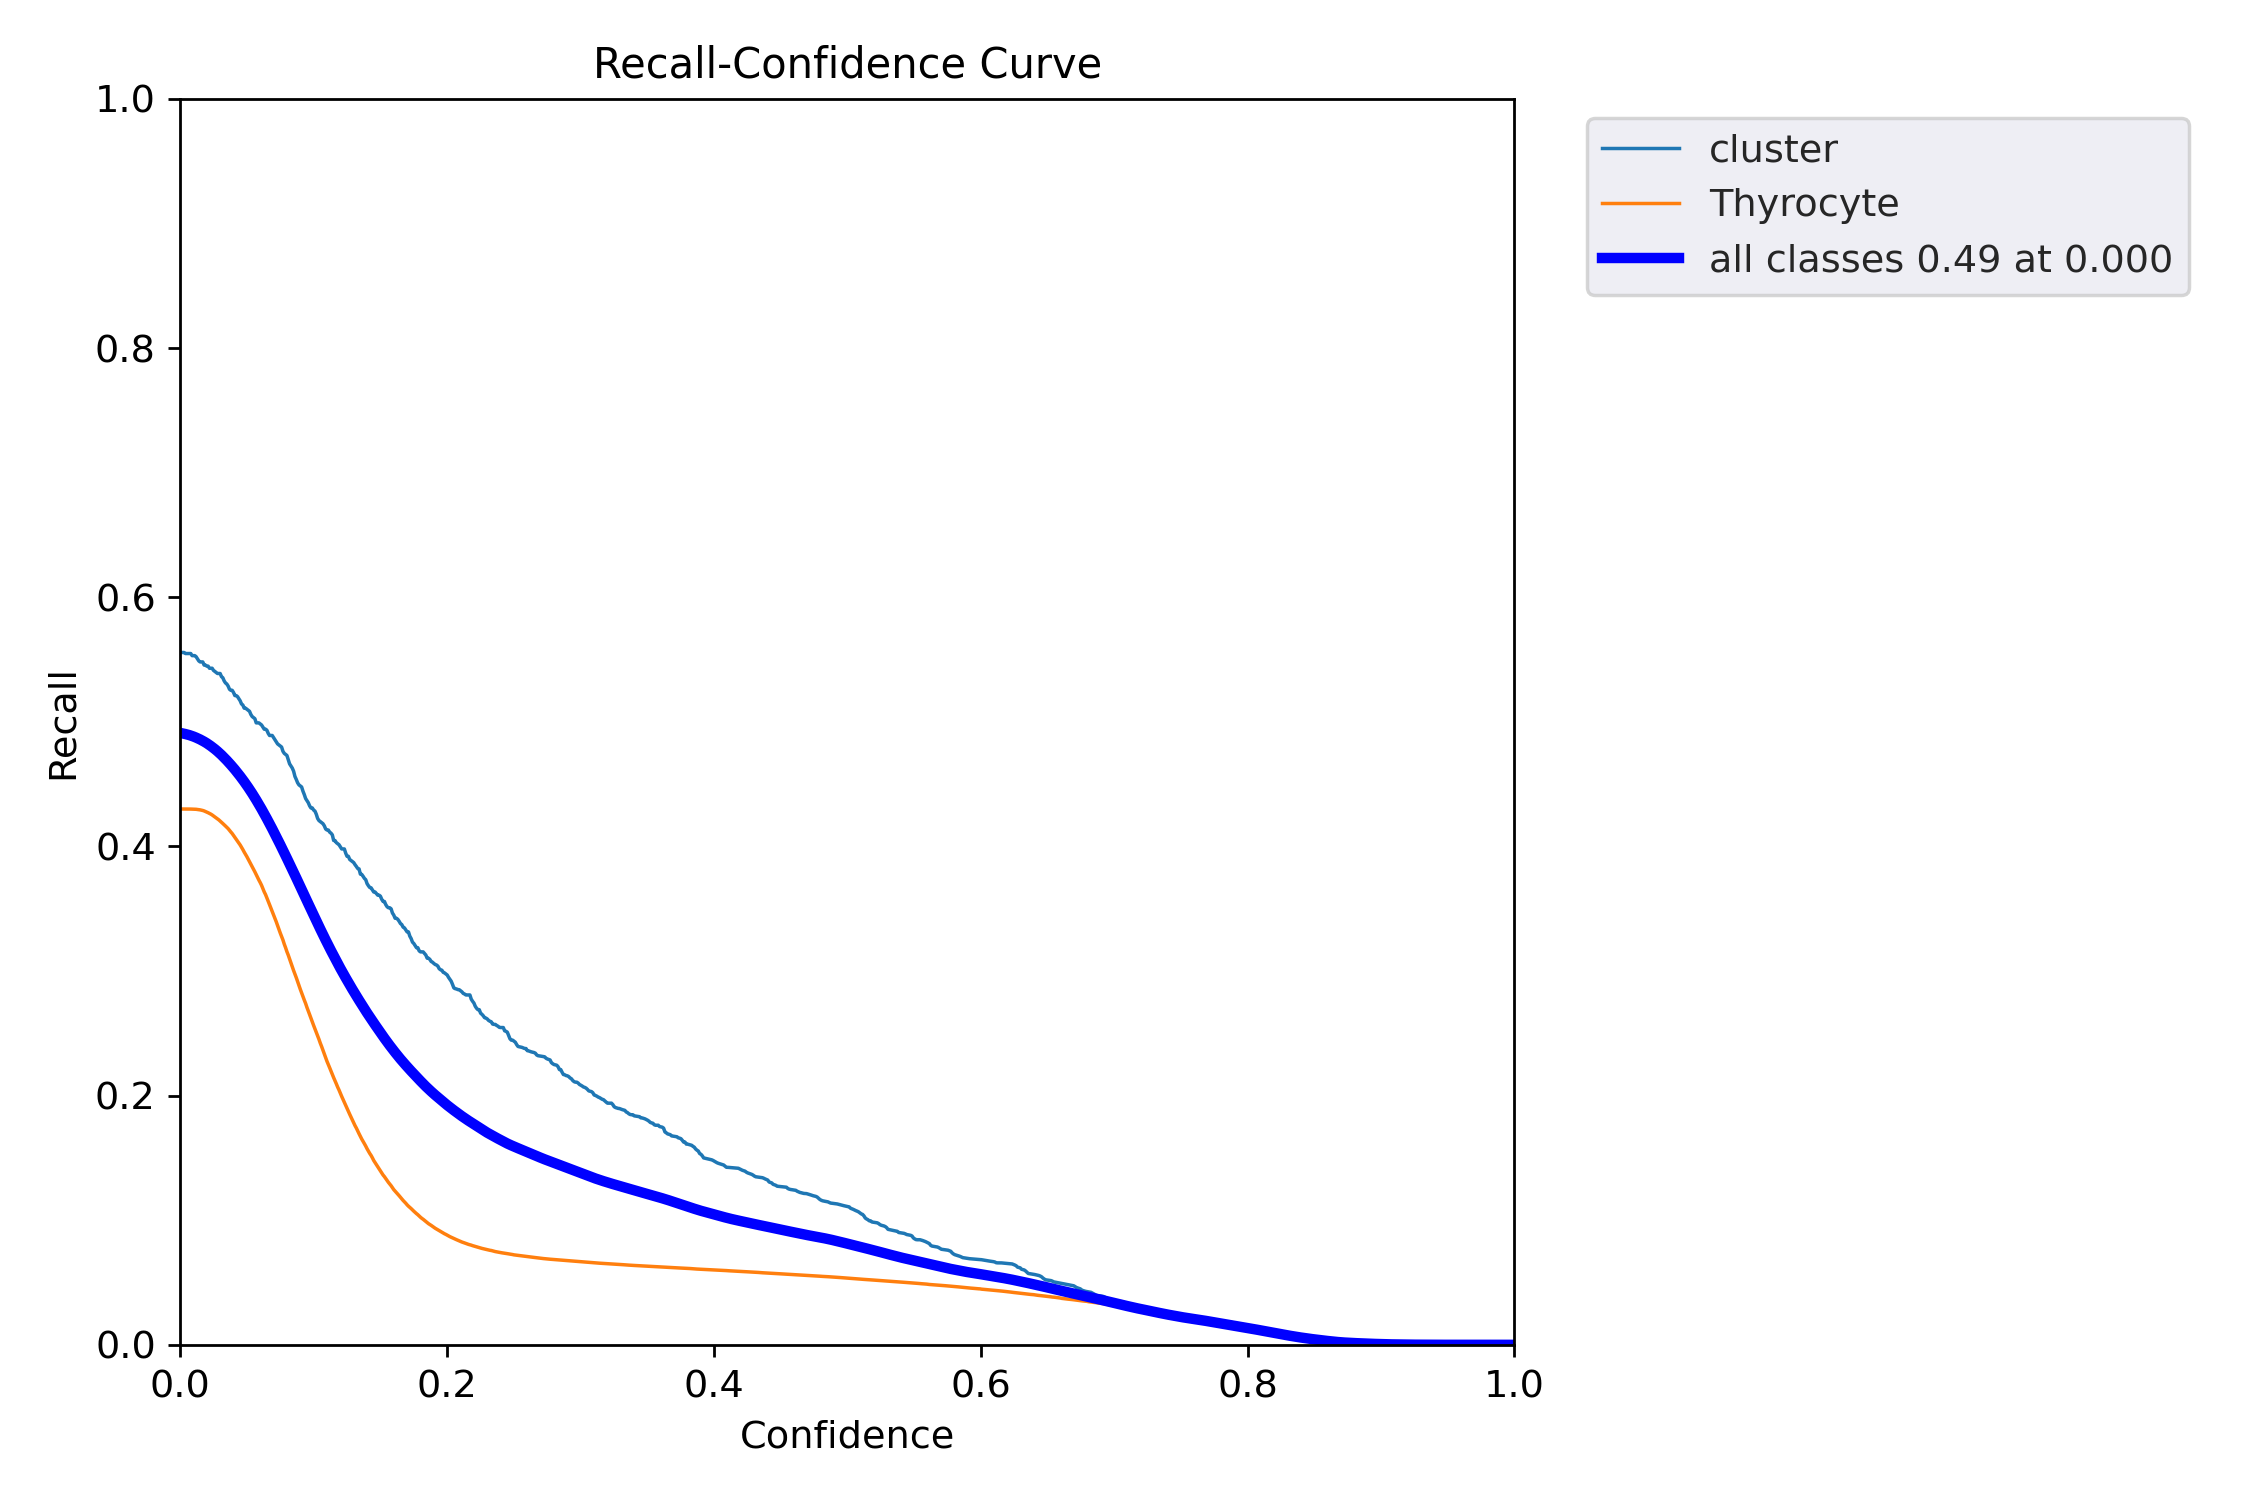 Recall-Confidence Curve
1.0
0.8
0.6
0.4
0.2
0.0
Recall
0.0 0.2 0.4 0.6 0.8 1.0
Confidence
cluster
Thyrocyte
all classes 0.49 at 0.000